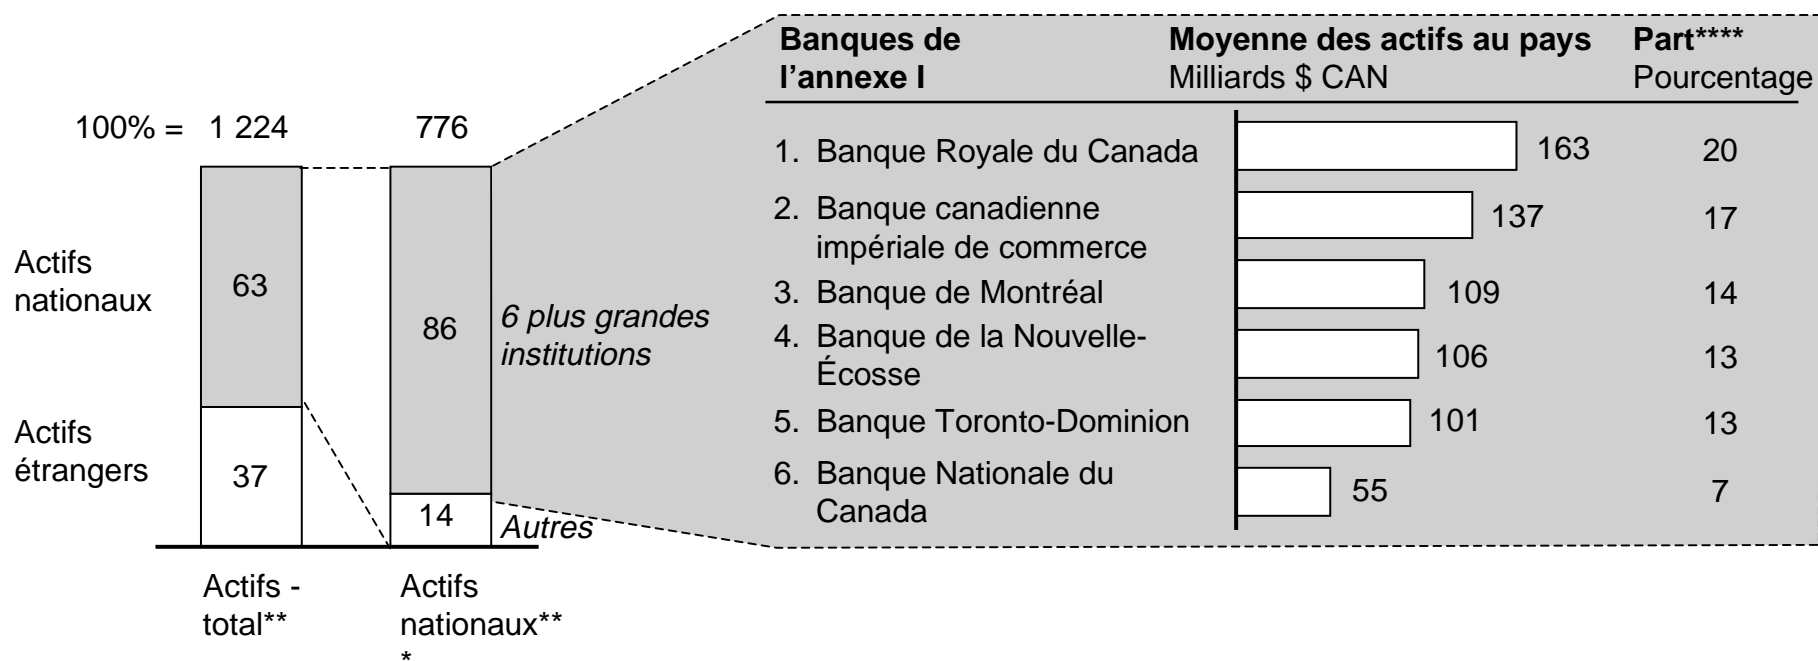 Banques de
l'annexe I
Moyenne des actifs au pays
Milliards $ CAN
Part****
Pourcentage
100% = 1 224
776
Actifs
nationaux
63
86
6 plus grandes
institutions
Actifs
étrangers
37
14
Autres
Actifs -
total**
Actifs
nationaux**
*
1. Banque Royale du Canada 163 20
2. Banque canadienne
impériale de commerce 137 17
3. Banque de Montréal 109 14
4. Banque de la Nouvelle-
Écosse 106 13
5. Banque Toronto-Dominion 101 13
6. Banque Nationale du
Canada 55 7